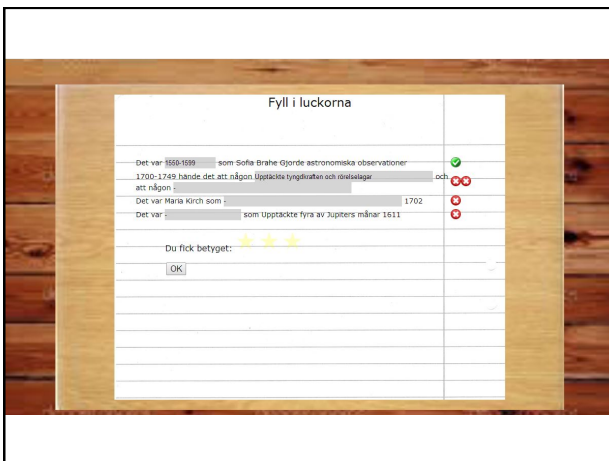 Fyll i luckorna
Det var 1550-1599 som Sofia Brahe Gjorde astronomiska observationer
1700-1749 hände det att någon Upptäckte tyngdkraften och rörelselagar och
att någon -
Det var Maria Kirch som - 1702
Det var - som Upptäckte fyra av Jupiters månar 1611
Du fick betyget:
OK